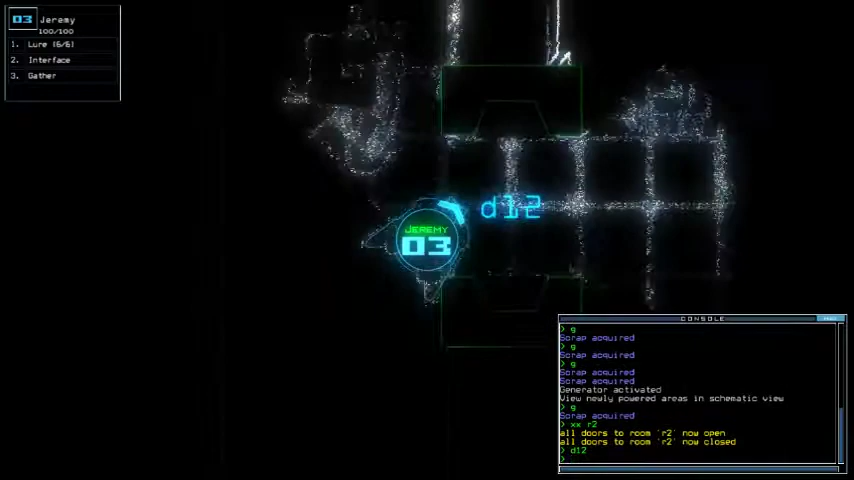 03 Jeremy
100/100
1. Lure (6/6)
2. Interface
3. Gather
d12
JEREMY
03
CONSOLE
> g
Scrap acquired
> g
Scrap acquired
> g
Scrap acquired
Scrap acquired
Generator activated
View newly powered areas in schematic view
> g
Scrap acquired
> xx r2
all doors to room 'r2' now open
all doors to room 'r2' now closed
> d12
>